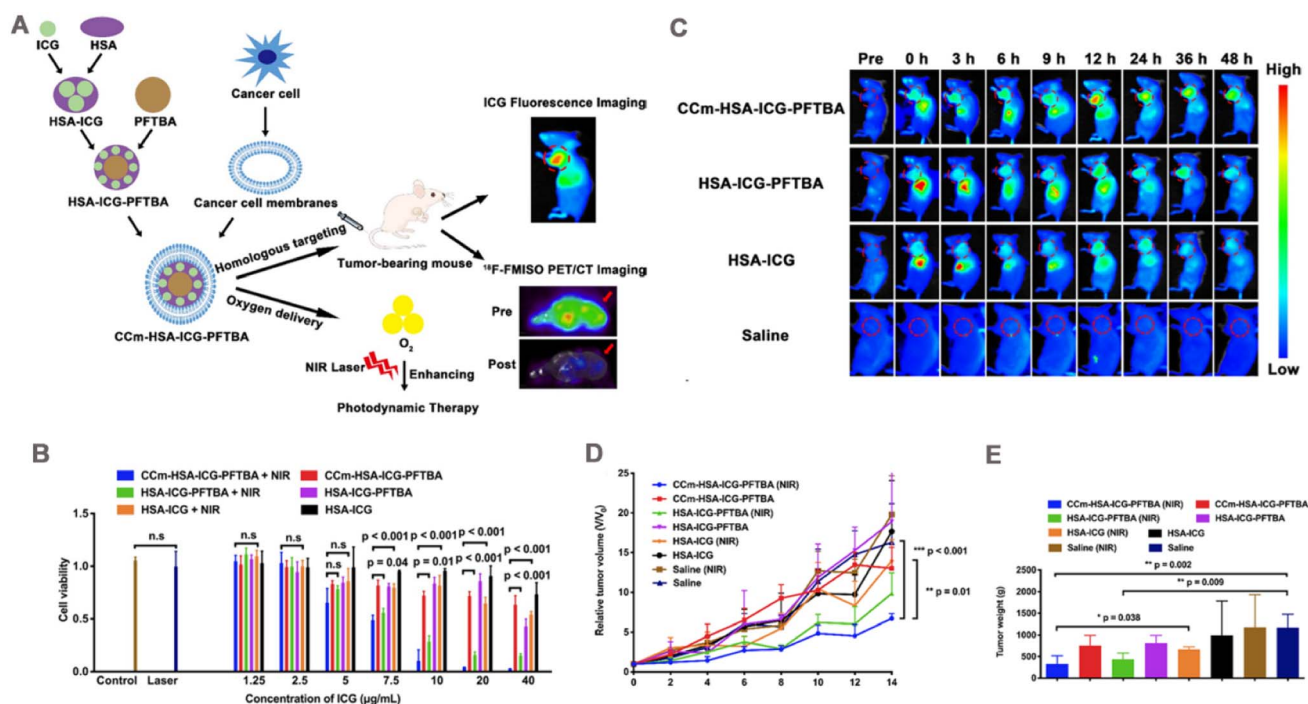 A
ICG
HSA
HSA-ICG
PFTBA
HSA-ICG-PFTBA
CCm-HSA-ICG-PFTBA
Cancer cell
Cancer cell membranes
Homologous targeting
Oxygen delivery
Tumor-bearing mouse
O2
NIR Laser
Enhancing
Photodynamic Therapy
ICG Fluorescence Imaging
18F-FMISO PET/CT Imaging
Pre
Post
C
Pre 0 h 3 h 6 h 9 h 12 h 24 h 36 h 48 h
CCm-HSA-ICG-PFTBA
HSA-ICG-PFTBA
HSA-ICG
Saline
High
Low
B
CCm-HSA-ICG-PFTBA + NIR
CCm-HSA-ICG-PFTBA
HSA-ICG-PFTBA + NIR
HSA-ICG-PFTBA
HSA-ICG + NIR
HSA-ICG
Cell viability
1.5
1.0
0.5
0.0
n.s
n.s
n.s
n.s
n.s
p < 0.001
p = 0.04
p < 0.001
p = 0.01
p < 0.001
p < 0.001
p < 0.001
p < 0.001
Control Laser 1.25 2.5 5 7.5 10 20 40
Concentration of ICG (μg/mL)
D
Relative tumor volume (V/V0)
25
20
15
10
5
0
CCm-HSA-ICG-PFTBA (NIR)
CCm-HSA-ICG-PFTBA
HSA-ICG-PFTBA (NIR)
HSA-ICG-PFTBA
HSA-ICG (NIR)
HSA-ICG
Saline (NIR)
Saline
*** p < 0.001
** p = 0.01
0 2 4 6 8 10 12 14
E
CCm-HSA-ICG-PFTBA (NIR)
CCm-HSA-ICG-PFTBA
HSA-ICG-PFTBA (NIR)
HSA-ICG-PFTBA
HSA-ICG (NIR)
HSA-ICG
Saline (NIR)
Saline
Tumor weight (g)
2000
1500
1000
500
0
** p = 0.002
** p = 0.009
* p = 0.038